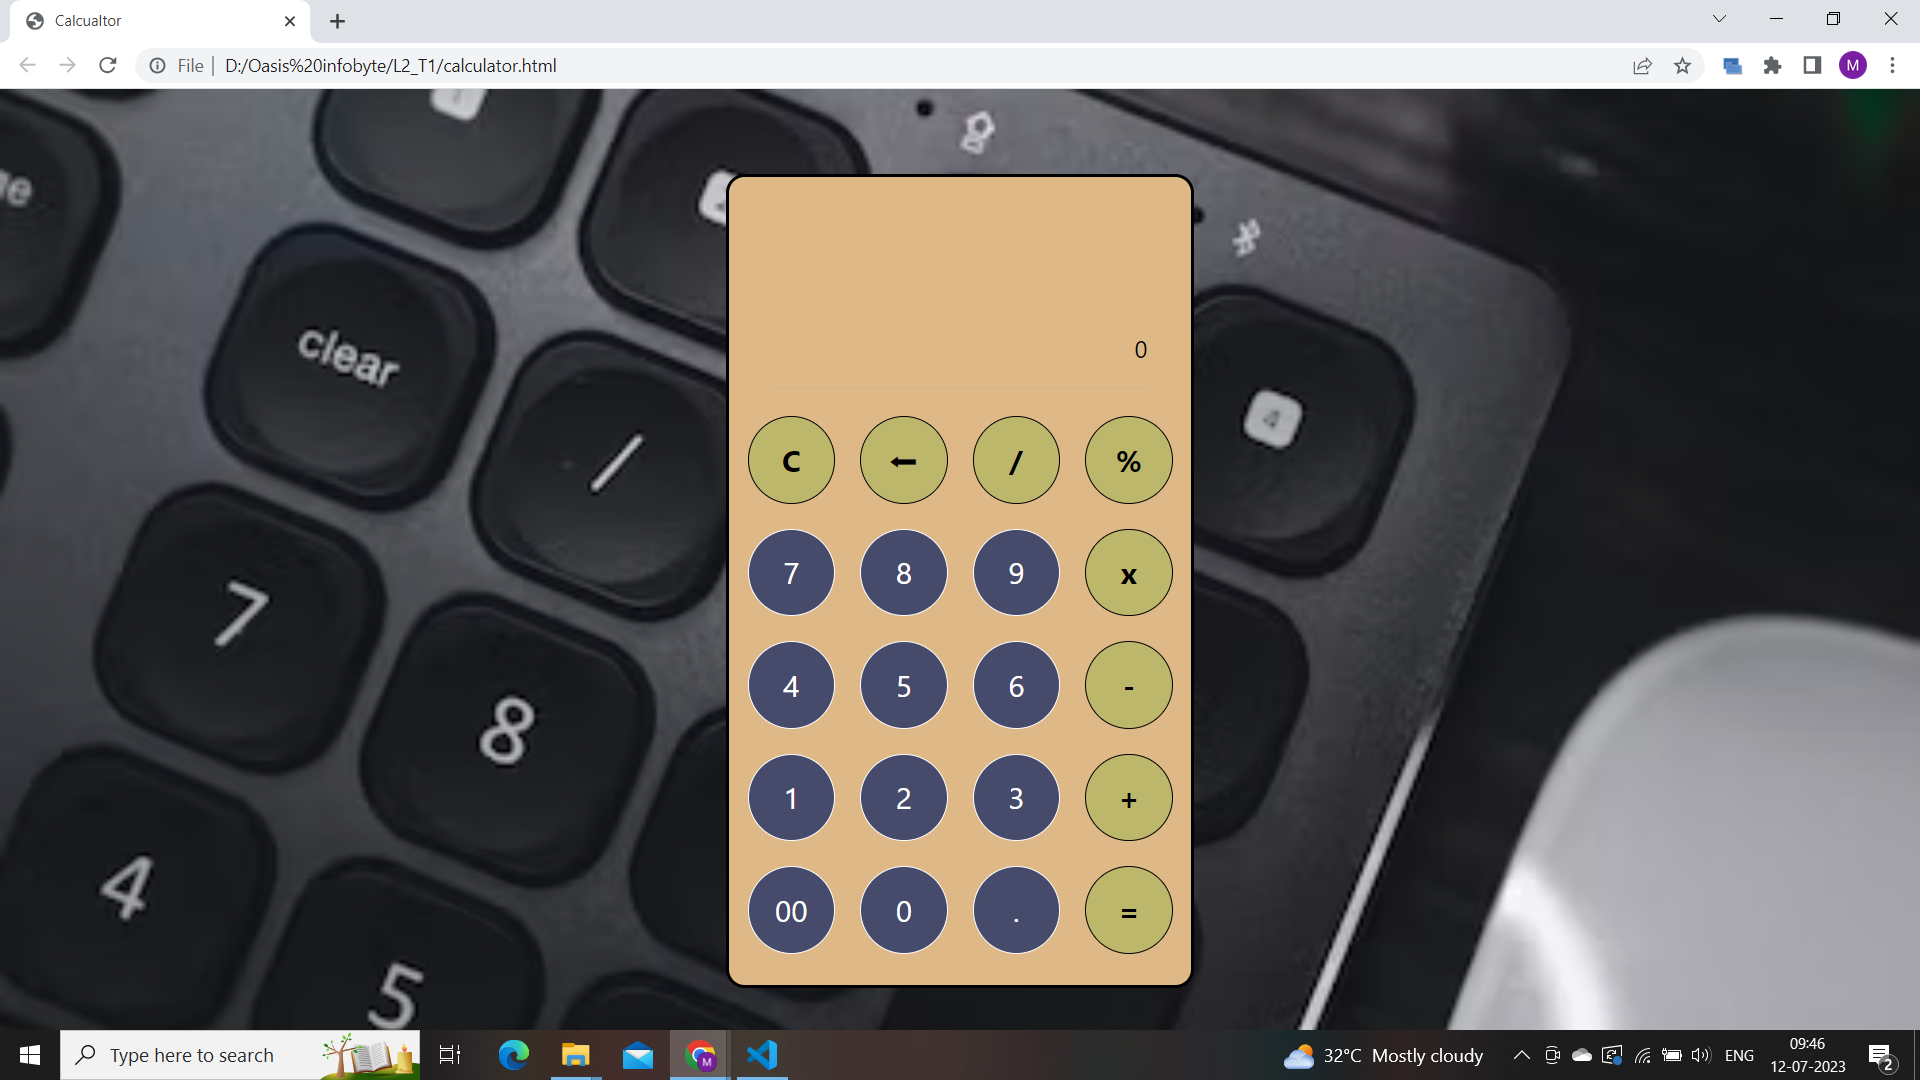 Calcualtor
File
D:/Oasis%20infobyte/L2_T1/calculator.html
M
0
C ← / %
7 8 9 x
4 5 6 -
1 2 3 +
00 0 . =
clear
/
7
8
4
5
4
Type here to search
32°C Mostly cloudy
ENG
09:46
12-07-2023
2